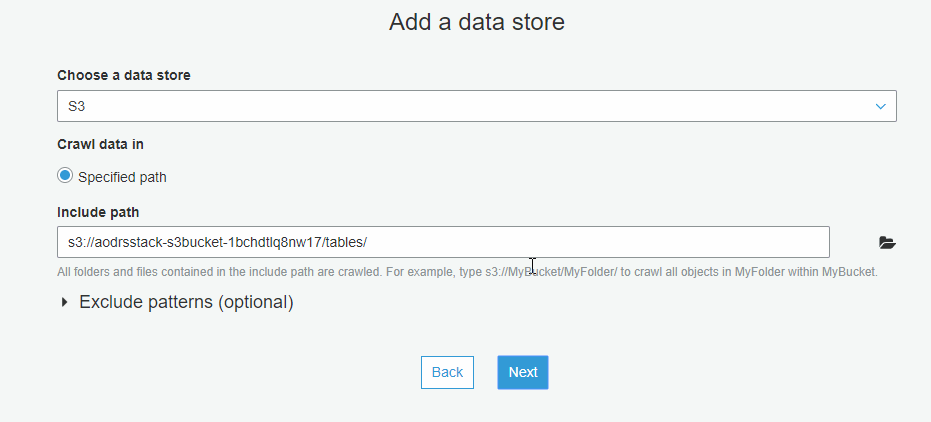 Add a data store
Choose a data store
S3
Crawl data in
Specified path
Include path
s3://aodrsstack-s3bucket-1bchdtlq8nw17/tables/
All folders and files contained in the include path are crawled. For example, type s3://MyBucket/MyFolder/ to crawl all objects in MyFolder within MyBucket.
Exclude patterns (optional)
Back
Next